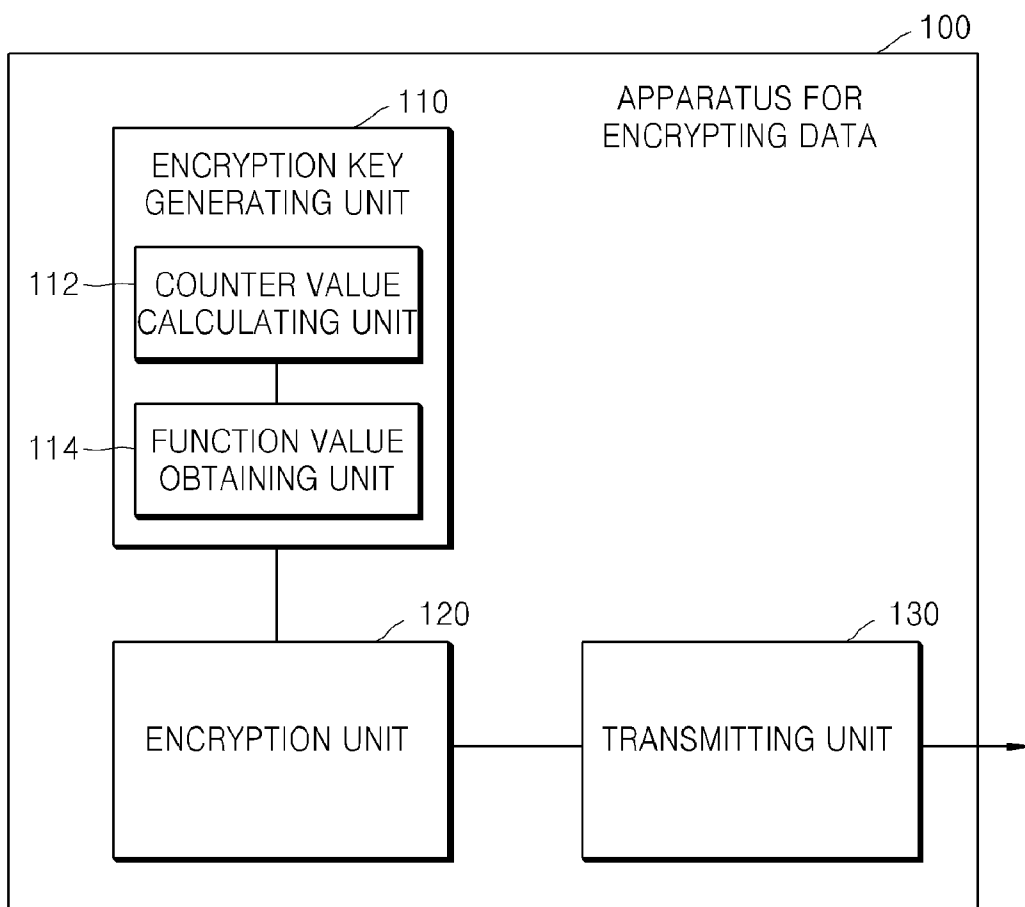 100
APPARATUS FOR
ENCRYPTING DATA
110
ENCRYPTION KEY
GENERATING UNIT
112
COUNTER VALUE
CALCULATING UNIT
114
FUNCTION VALUE
OBTAINING UNIT
120
ENCRYPTION UNIT
130
TRANSMITTING UNIT